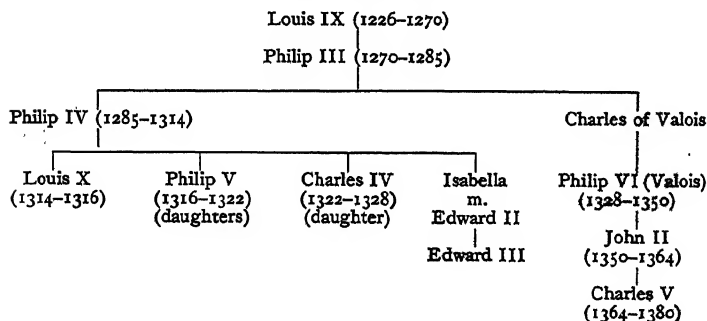 Louis IX (1226–1270)
Philip III (1270–1285)
Philip IV (1285–1314)
Charles of Valois
Louis X
(1314–1316)
Philip V
(1316–1322)
(daughters)
Charles IV
(1322–1328)
(daughter)
Isabella
m.
Edward II
Edward III
Philip VI (Valois)
(1328–1350)
John II
(1350–1364)
Charles V
(1364–1380)